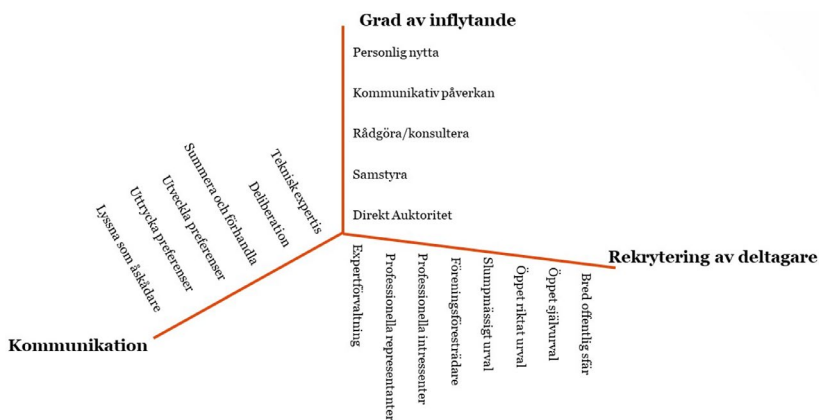 Grad av inflytande
Personlig nytta
Kommunikativ påverkan
Rådgöra/konsultera
Samstyra
Direkt Auktoritet
Teknisk expertis
Deliberation
Summera och förhandla
Utveckla preferenser
Uttrycka preferenser
Lyssna som åskådare
Kommunikation
Expertförvaltning
Professionella representanter
Professionella intressenter
Föreningsföreträdare
Slumpmässigt urval
Öppet riktat urval
Öppet självurval
Bred offentlig sfär
Rekrytering av deltagare